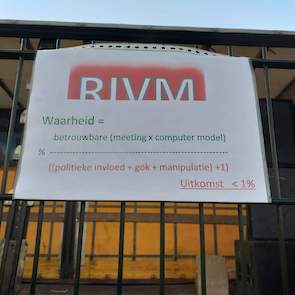 RIVM
Waarheid =
betrouwbare (meeting x computer model)
% ------------------------------------------------
((politieke invloed + gok + manipulatie) +1)
Uitkomst < 1%